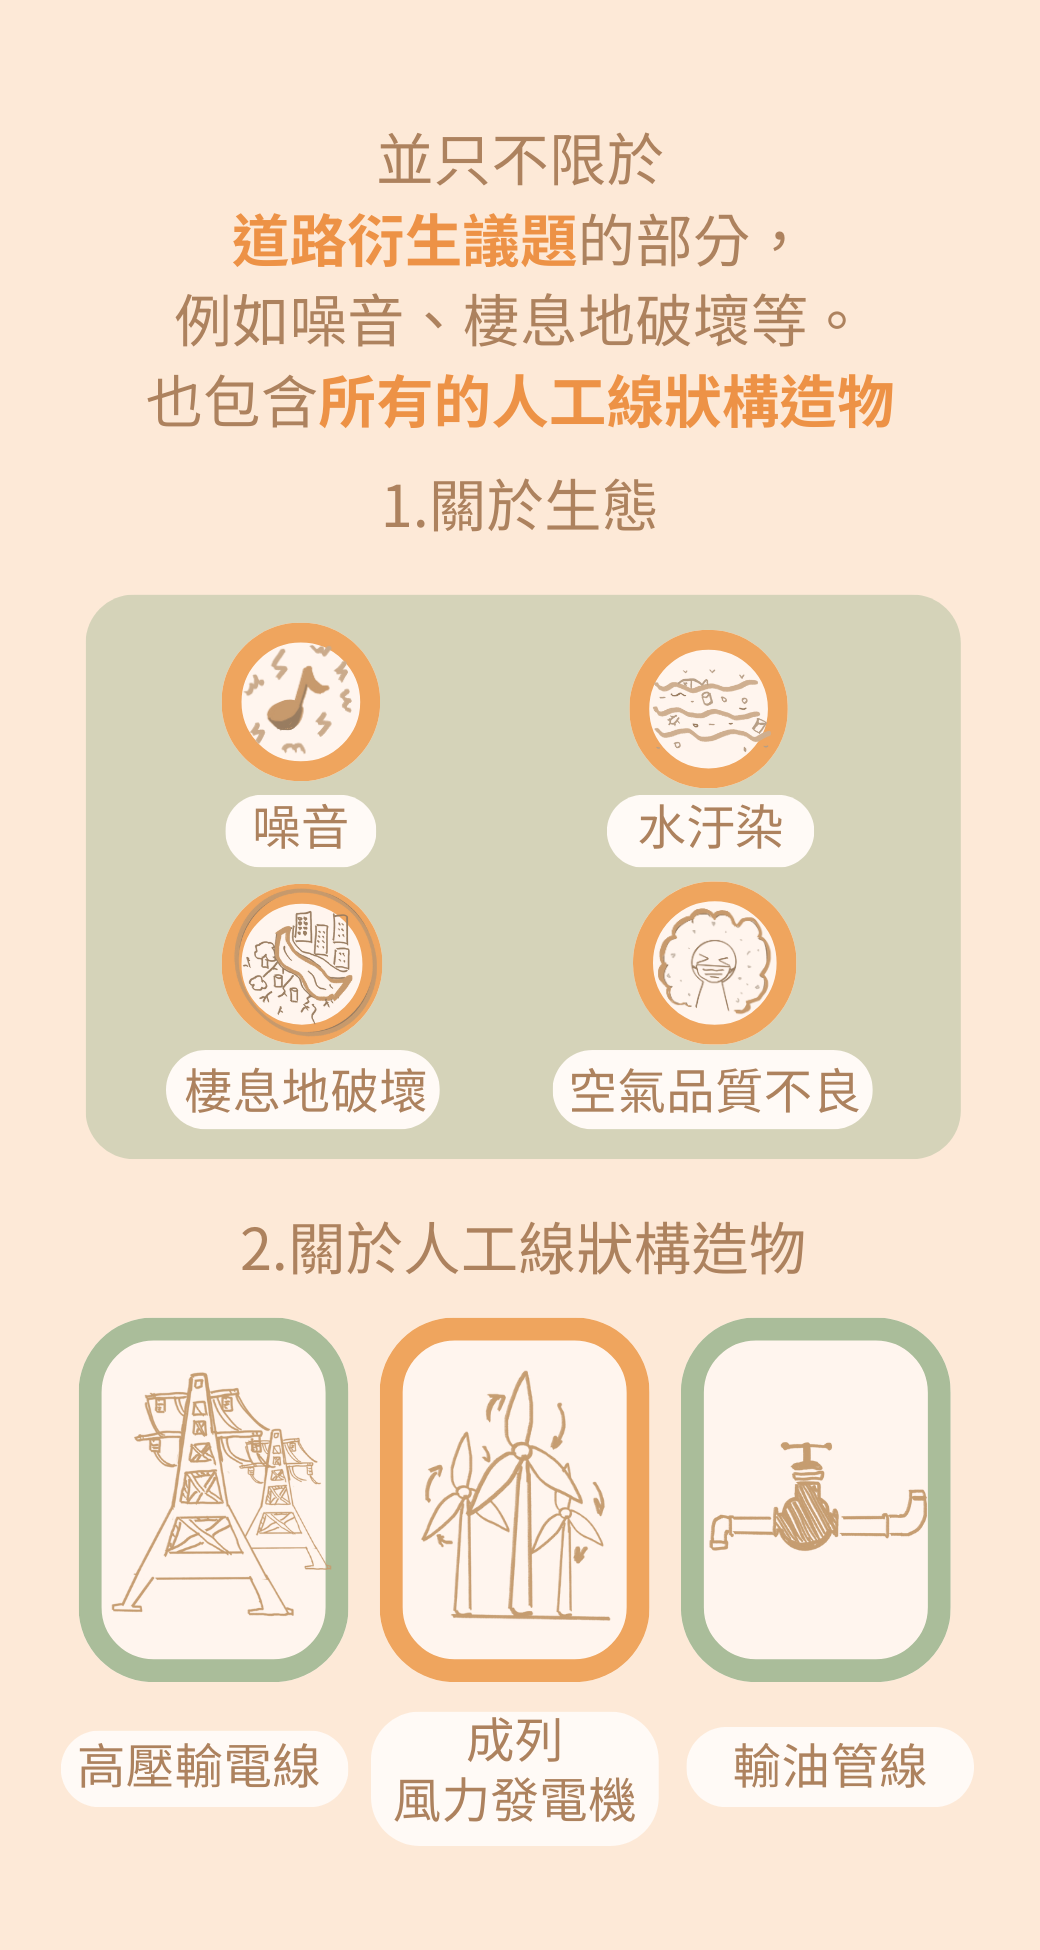 並只不限於
道路衍生議題的部分，
例如噪音、棲息地破壞等。
也包含所有的人工線狀構造物
1.關於生態
噪音
水汙染
棲息地破壞
空氣品質不良
2.關於人工線狀構造物
高壓輸電線
成列
風力發電機
輸油管線